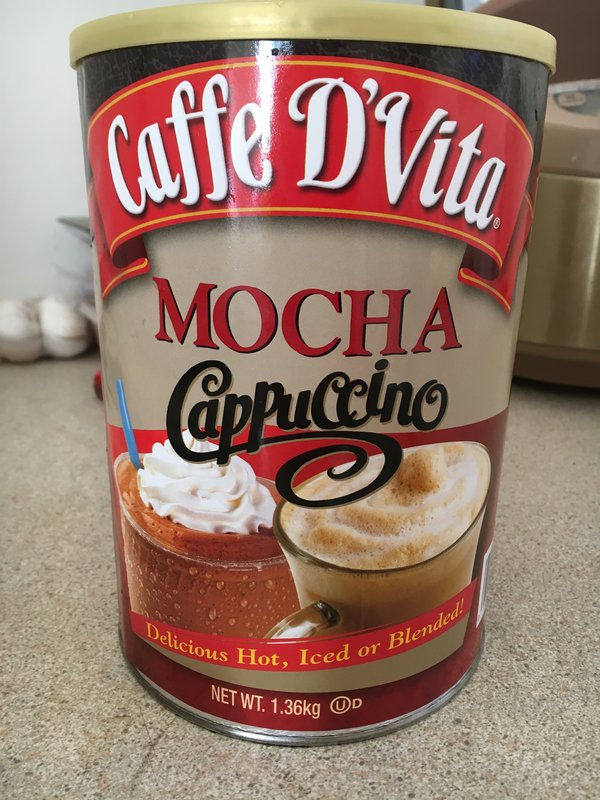 Caffe D'Vita®
MOCHA
Cappuccino
Delicious Hot, Iced or Blended!
NET WT. 1.36kg ⓊD